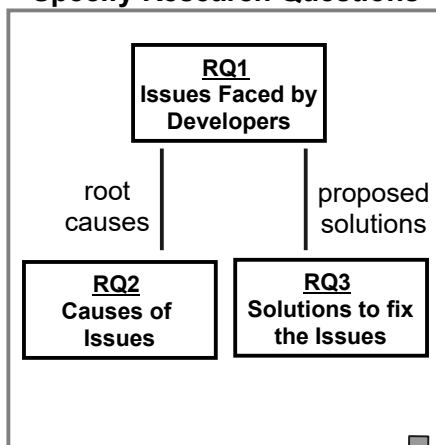 Specify Research Questions
RQ1
Issues Faced by
Developers
root
causes
proposed
solutions
RQ2
Causes of
Issues
RQ3
Solutions to fix
the Issues